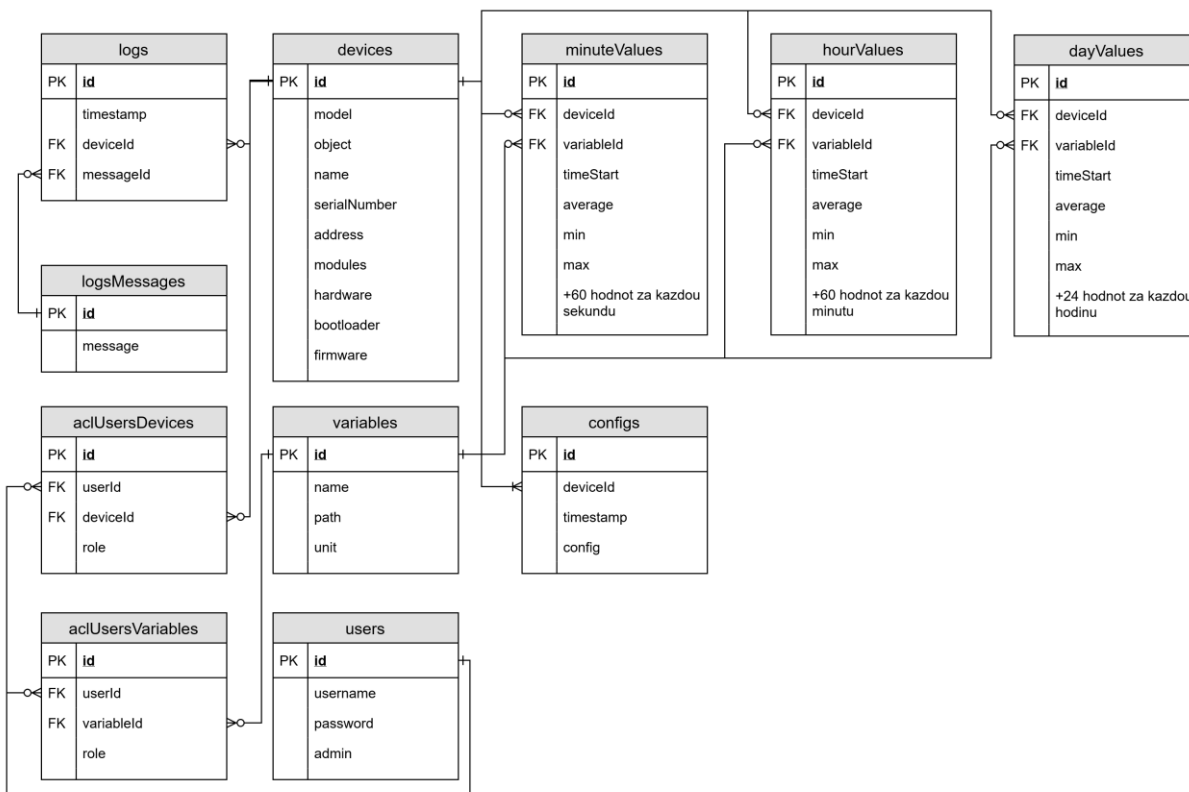 logs
PK id
timestamp
FK deviceId
FK messageId
devices
PK id
model
object
name
serialNumber
address
modules
hardware
bootloader
firmware
minuteValues
PK id
FK deviceId
FK variableId
timeStart
average
min
max
+60 hodnot za kazdou
sekundu
hourValues
PK id
FK deviceId
FK variableId
timeStart
average
min
max
+60 hodnot za kazdou
minutu
dayValues
PK id
FK deviceId
FK variableId
timeStart
average
min
max
+24 hodnot za kazdou
hodinu
logsMessages
PK id
message
aclUsersDevices
PK id
FK userId
FK deviceId
role
variables
PK id
name
path
unit
configs
PK id
deviceId
timestamp
config
aclUsersVariables
PK id
FK userId
FK variableId
role
users
PK id
username
password
admin